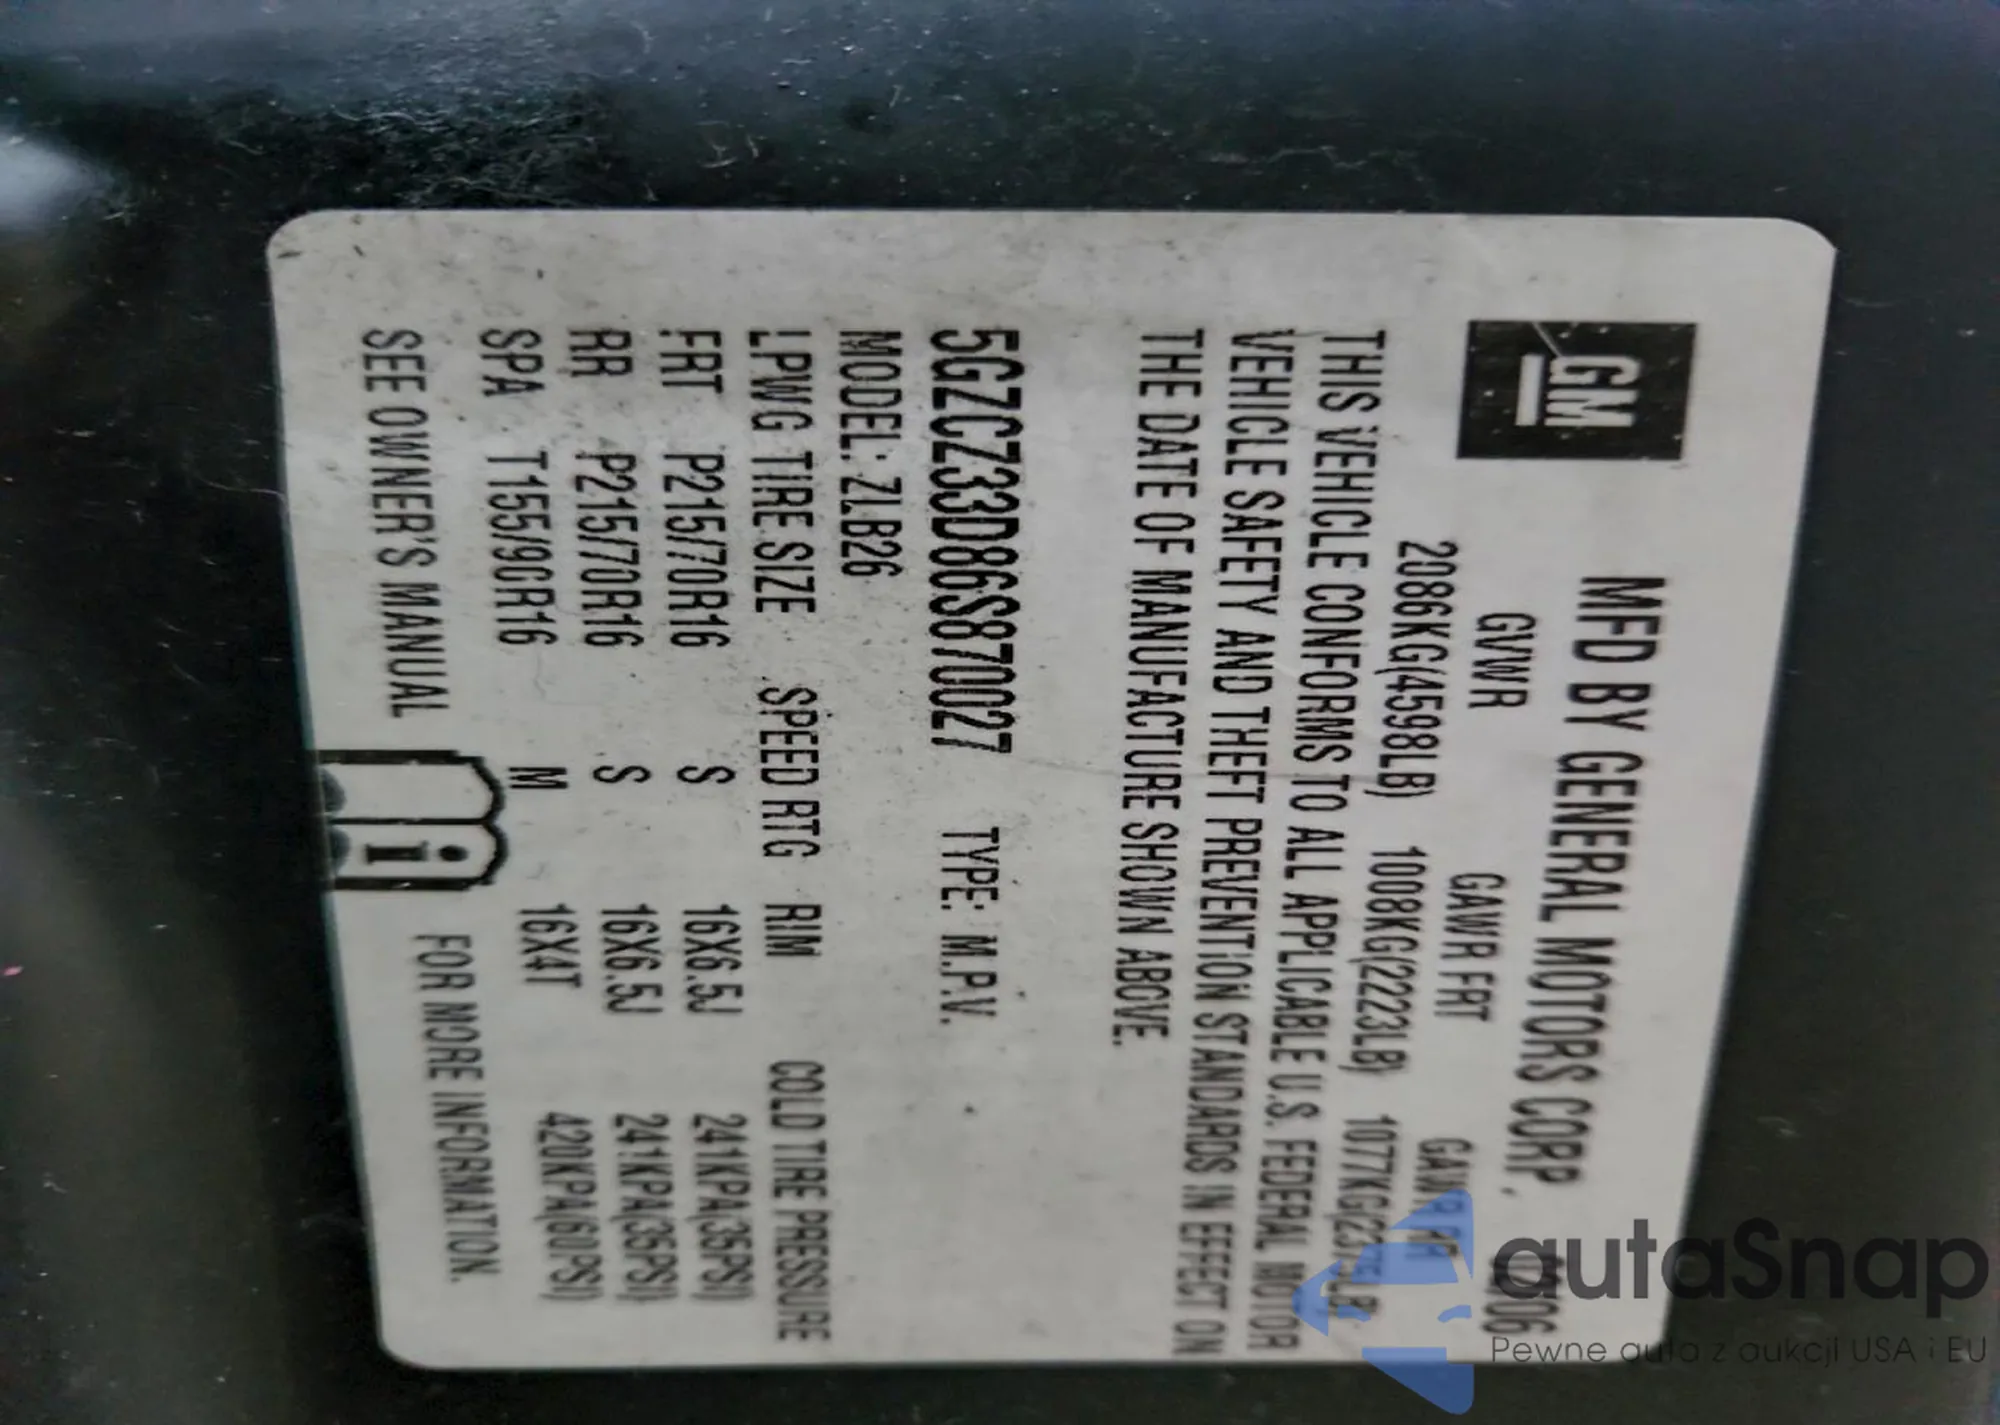 GM
MFD BY GENERAL MOTORS CORP.
GVWR GAWR FRT GAWR RR
2086KG(4598LB) 1008KG(2223LB)
THIS VEHICLE CONFORMS TO ALL APPLICABLE U.S. FEDERAL MOTOR
VEHICLE SAFETY AND THEFT PREVENTION STANDARDS IN EFFECT ON
THE DATE OF MANUFACTURE SHOWN ABOVE.
5GZCZ33D86S870027 TYPE: M.P.V.
MODEL: ZLB26
LPWG TIRE SIZE SPEED RTG RIM COLD TIRE PRESSURE
FRT P215/70R16 S 16X6.5J 241KPA(35PSI)
RR P215/70R16 S 16X6.5J 241KPA(35PSI)
SPA T155/90R16 M 16X4T 420KPA(60PSI)
SEE OWNER'S MANUAL i FOR MORE INFORMATION.
autaSnap
Pewne auta z aukcji USA i EU